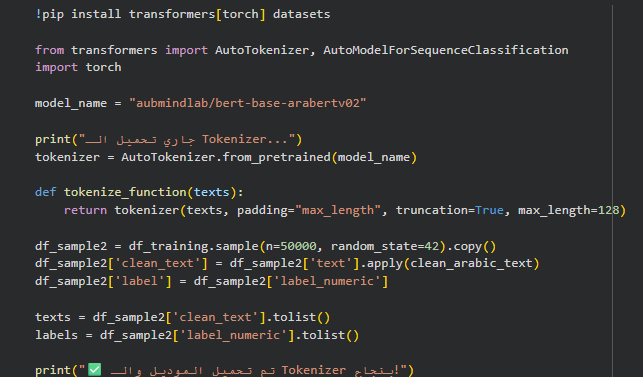 !pip install transformers[torch] datasets
from transformers import AutoTokenizer, AutoModelForSequenceClassification
import torch
model_name = "aubmindlab/bert-base-arabertv02"
print("جاري تحميل الــ Tokenizer...")
tokenizer = AutoTokenizer.from_pretrained(model_name)
def tokenize_function(texts):
    return tokenizer(texts, padding="max_length", truncation=True, max_length=128)
df_sample2 = df_training.sample(n=50000, random_state=42).copy()
df_sample2['clean_text'] = df_sample2['text'].apply(clean_arabic_text)
df_sample2['label'] = df_sample2['label_numeric']
texts = df_sample2['clean_text'].tolist()
labels = df_sample2['label_numeric'].tolist()
print("✅ تم تحميل الموديل والــ Tokenizer بنجاح!")